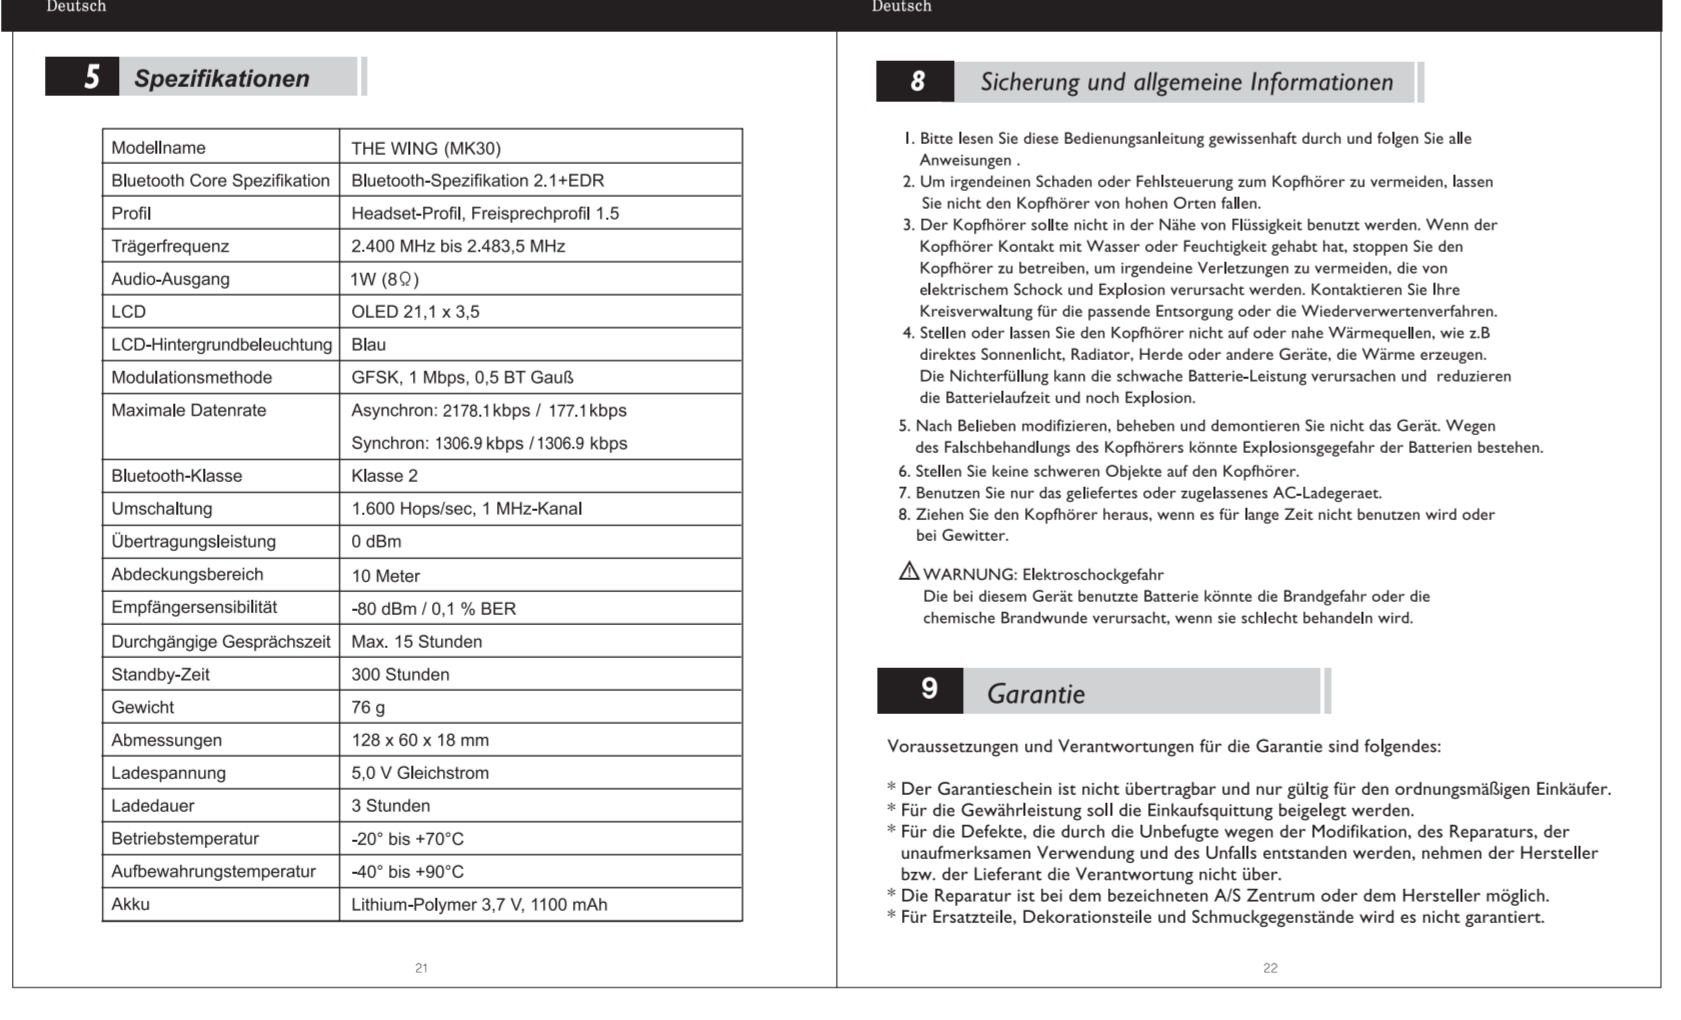 Deutsch
5 Spezifikationen
Modellname THE WING (MK30)
Bluetooth Core Spezifikation Bluetooth-Spezifikation 2.1+EDR
Profil Headset-Profil, Freisprechprofil 1.5
Trägerfrequenz 2.400 MHz bis 2.483,5 MHz
Audio-Ausgang 1W (8Ω)
LCD OLED 21,1 x 3,5
LCD-Hintergrundbeleuchtung Blau
Modulationsmethode GFSK, 1 Mbps, 0,5 BT Gauß
Maximale Datenrate Asynchron: 2178.1kbps / 177.1kbps
Synchron: 1306.9 kbps / 1306.9 kbps
Bluetooth-Klasse Klasse 2
Umschaltung 1.600 Hops/sec, 1 MHz-Kanal
Übertragungsleistung 0 dBm
Abdeckungsbereich 10 Meter
Empfängersensibilität -80 dBm / 0,1 % BER
Durchgängige Gesprächszeit Max. 15 Stunden
Standby-Zeit 300 Stunden
Gewicht 76 g
Abmessungen 128 x 60 x 18 mm
Ladespannung 5,0 V Gleichstrom
Ladedauer 3 Stunden
Betriebstemperatur -20° bis +70°C
Aufbewahrungstemperatur -40° bis +90°C
Akku Lithium-Polymer 3,7 V, 1100 mAh
21
Deutsch
8 Sicherung und allgemeine Informationen
1. Bitte lesen Sie diese Bedienungsanleitung gewissenhaft durch und folgen Sie alle
Anweisungen .
2. Um irgendeinen Schaden oder Fehlsteuerung zum Kopfhörer zu vermeiden, lassen
Sie nicht den Kopfhörer von hohen Orten fallen.
3. Der Kopfhörer sollte nicht in der Nähe von Flüssigkeit benutzt werden. Wenn der
Kopfhörer Kontakt mit Wasser oder Feuchtigkeit gehabt hat, stoppen Sie den
Kopfhörer zu betreiben, um irgendeine Verletzungen zu vermeiden, die von
elektrischem Schock und Explosion verursacht werden. Kontaktieren Sie Ihre
Kreisverwaltung für die passende Entsorgung oder die Wiederverwertenverfahren.
4. Stellen oder lassen Sie den Kopfhörer nicht auf oder nahe Wärmequellen, wie z.B
direktes Sonnenlicht, Radiator, Herde oder andere Geräte, die Wärme erzeugen.
Die Nichterfüllung kann die schwache Batterie-Leistung verursachen und reduzieren
die Batterielaufzeit und noch Explosion.
5. Nach Belieben modifizieren, beheben und demontieren Sie nicht das Gerät. Wegen
des Falschbehandlungs des Kopfhörers könnte Explosionsgegefahr der Batterien bestehen.
6. Stellen Sie keine schweren Objekte auf den Kopfhörer.
7. Benutzen Sie nur das geliefertes oder zugelassenes AC-Ladegeraet.
8. Ziehen Sie den Kopfhörer heraus, wenn es für lange Zeit nicht benutzen wird oder
bei Gewitter.
⚠ WARNUNG: Elektroschockgefahr
Die bei diesem Gerät benutzte Batterie könnte die Brandgefahr oder die
chemische Brandwunde verursacht, wenn sie schlecht behandeln wird.
9 Garantie
Voraussetzungen und Verantwortungen für die Garantie sind folgendes:
* Der Garantieschein ist nicht übertragbar und nur gültig für den ordnungsmäßigen Einkäufer.
* Für die Gewährleistung soll die Einkaufsquittung beigelegt werden.
* Für die Defekte, die durch die Unbefugte wegen der Modifikation, des Reparaturs, der
unaufmerksamen Verwendung und des Unfalls entstanden werden, nehmen der Hersteller
bzw. der Lieferant die Verantwortung nicht über.
* Die Reparatur ist bei dem bezeichneten A/S Zentrum oder dem Hersteller möglich.
* Für Ersatzteile, Dekorationsteile und Schmuckgegenstände wird es nicht garantiert.
22